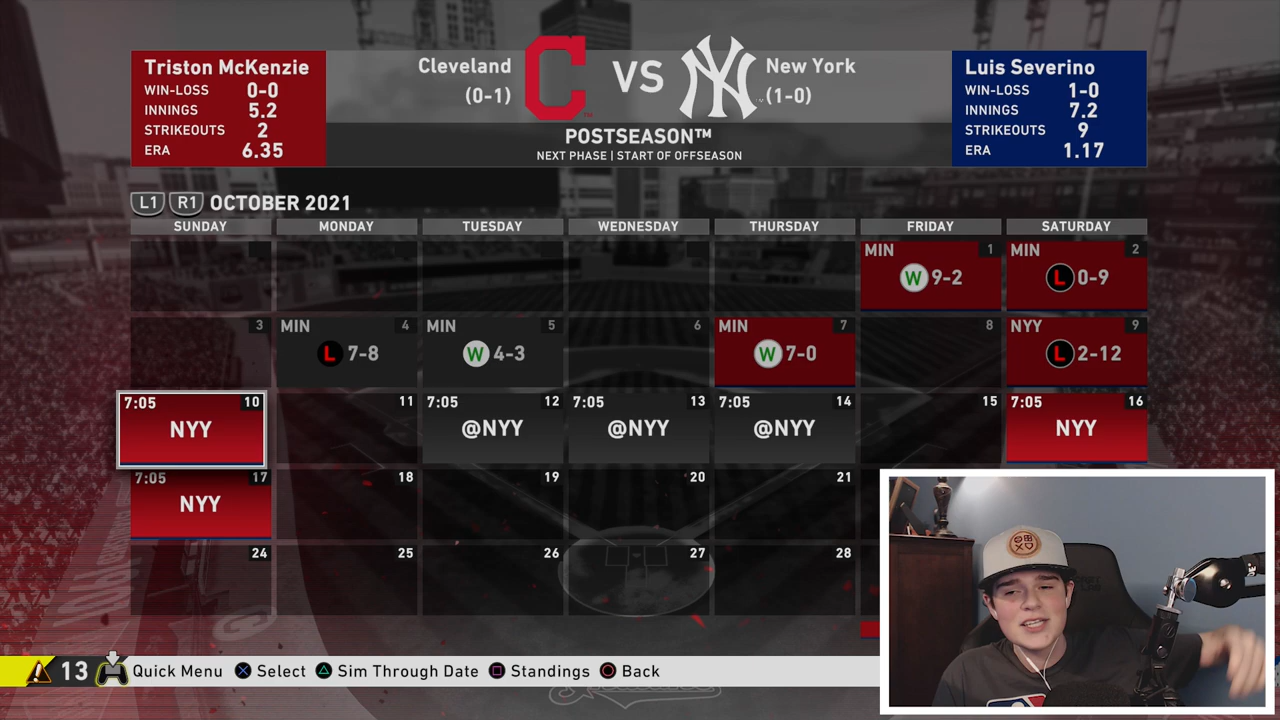 Triston McKenzie
WIN-LOSS 0-0
INNINGS 5.2
STRIKEOUTS 2
ERA 6.35
Cleveland
(0-1)
C
VS
NY
New York
(1-0)
POSTSEASON™
NEXT PHASE | START OF OFFSEASON
Luis Severino
WIN-LOSS 1-0
INNINGS 7.2
STRIKEOUTS 9
ERA 1.17
L1 R1 OCTOBER 2021
SUNDAY MONDAY TUESDAY WEDNESDAY THURSDAY FRIDAY SATURDAY
MIN 1 MIN 2
W 9-2 L 0-9
3 MIN 4 MIN 5 6 MIN 7 8 NYY 9
L 7-8 W 4-3 W 7-0 L 2-12
7:05 10 11 7:05 12 7:05 13 7:05 14 15 7:05 16
NYY @NYY @NYY @NYY NYY
7:05 17 18 19 20 21
NYY
24 25 26 27 28
13 Quick Menu Select Sim Through Date Standings Back